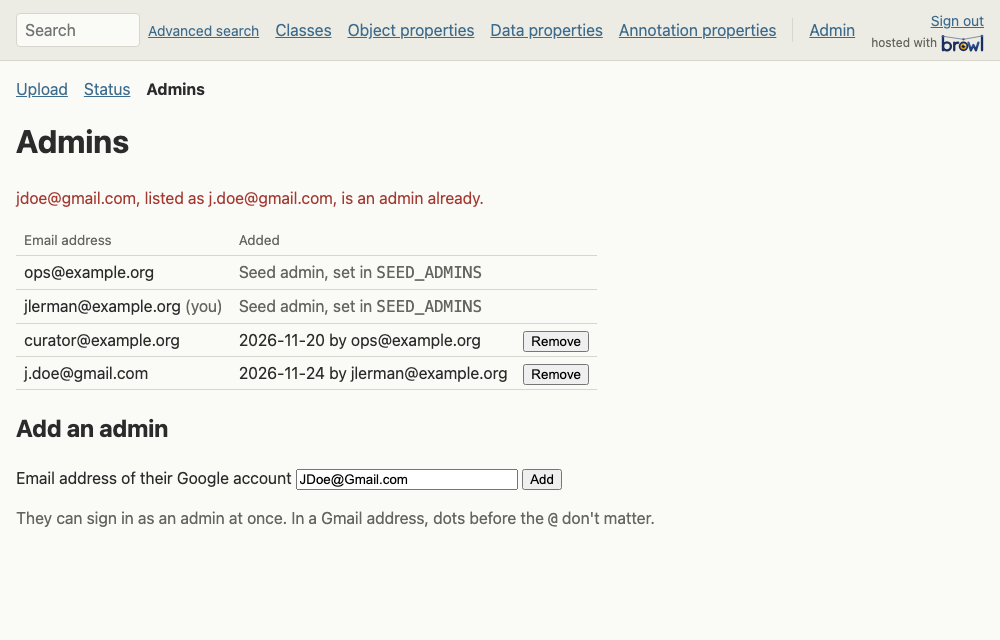 Search Advanced search Classes Object properties Data properties Annotation properties Admin Sign out
hosted with browl
Upload Status Admins
Admins
jdoe@gmail.com, listed as j.doe@gmail.com, is an admin already.
Email address Added
ops@example.org Seed admin, set in SEED_ADMINS
jlerman@example.org (you) Seed admin, set in SEED_ADMINS
curator@example.org 2026-11-20 by ops@example.org Remove
j.doe@gmail.com 2026-11-24 by jlerman@example.org Remove
Add an admin
Email address of their Google account JDoe@Gmail.com Add
They can sign in as an admin at once. In a Gmail address, dots before the @ don't matter.